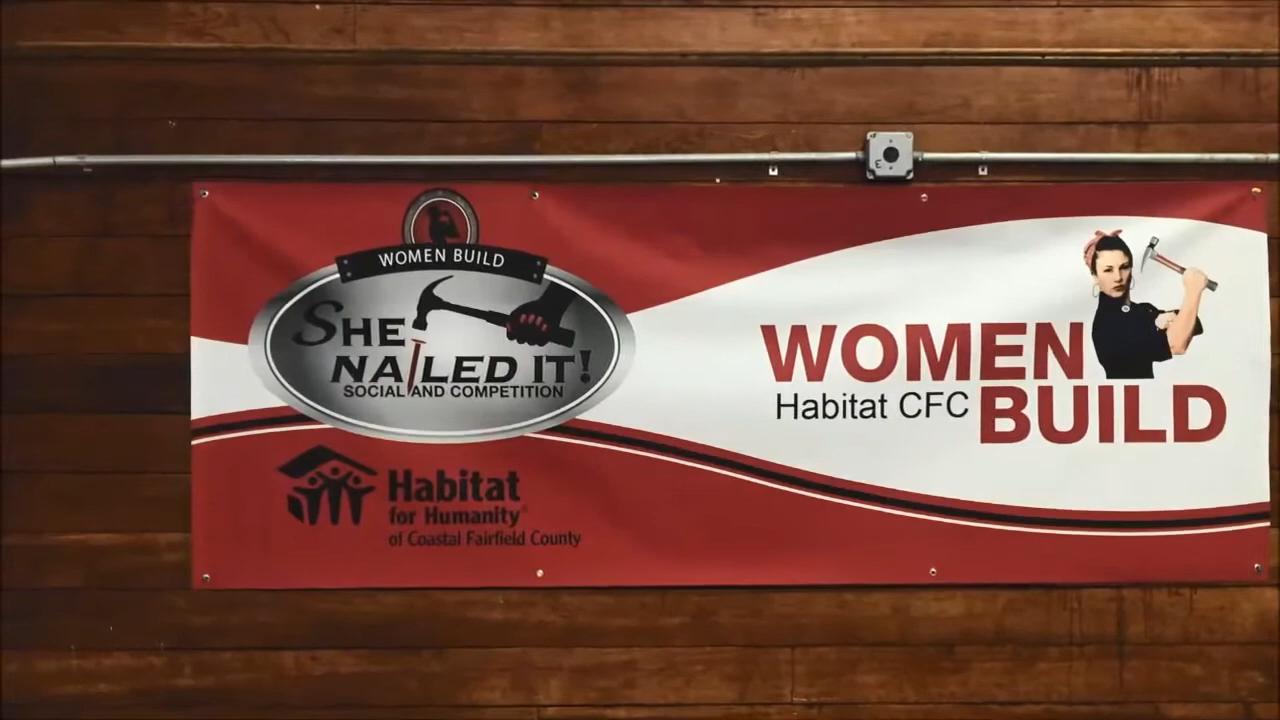 WOMEN BUILD
SHE
NAILED IT!
SOCIAL AND COMPETITION
Habitat
for Humanity®
of Coastal Fairfield County
WOMEN
Habitat CFC BUILD